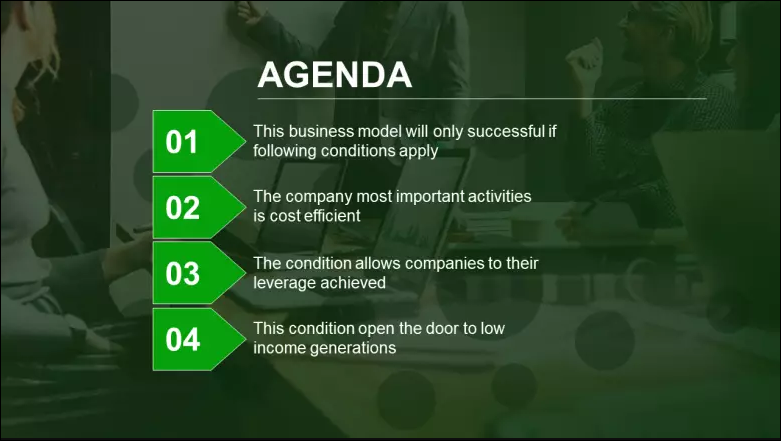 AGENDA
01
This business model will only successful if
following conditions apply
02
The company most important activities
is cost efficient
03
The condition allows companies to their
leverage achieved
04
This condition open the door to low
income generations